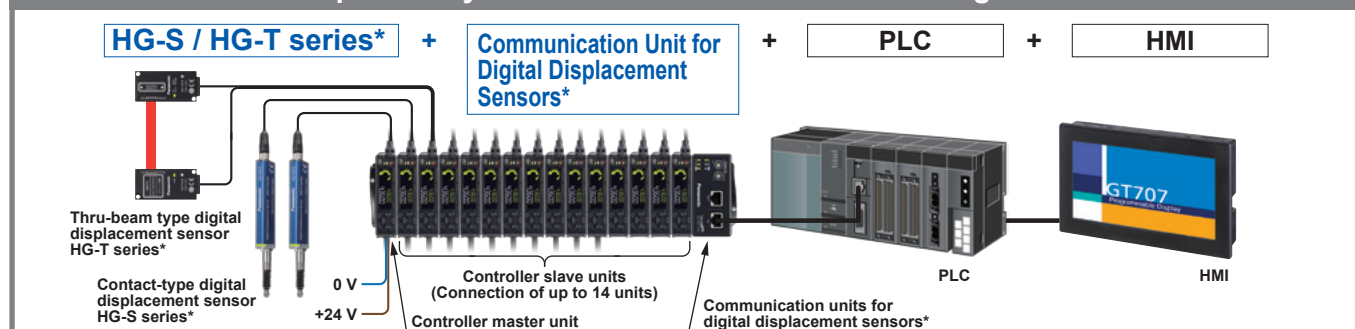 HG-S / HG-T series* + Communication Unit for + PLC + HMI
Digital Displacement
Sensors*
Thru-beam type digital
displacement sensor
HG-T series*
Contact-type digital
displacement sensor
HG-S series*
0 V
+24 V
Controller slave units
(Connection of up to 14 units)
Controller master unit
Communication units for
digital displacement sensors*
PLC
GT707
Programmable Display
HMI